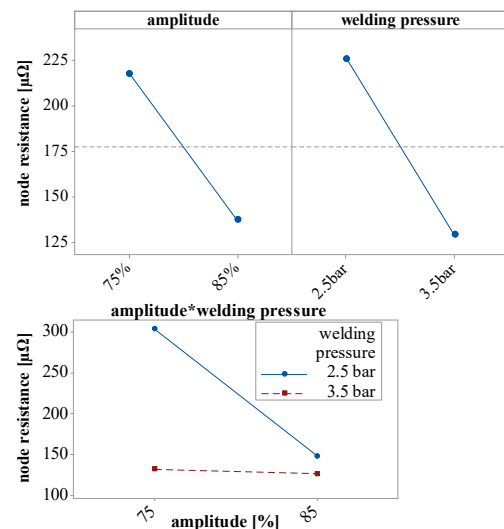 amplitude welding pressure
node resistance [μΩ]
225
200
175
150
125
75% 85% 2.5bar 3.5bar
amplitude*welding pressure
node resistance [μΩ]
300
250
200
150
100
welding
pressure
2.5 bar
3.5 bar
75 85
amplitude [%]